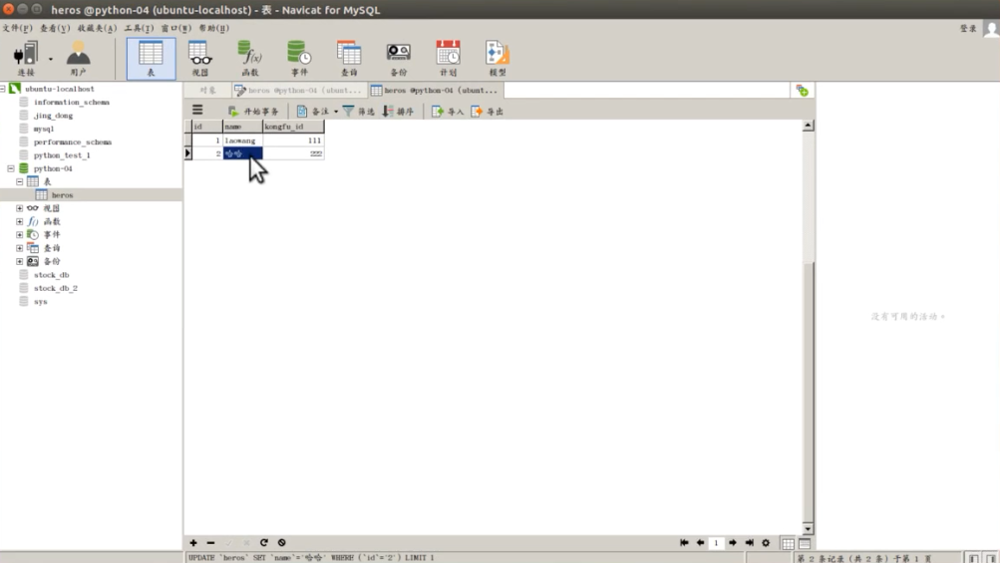 heros @python-04 (ubuntu-localhost) - 表 - Navicat for MySQL
文件(F) 查看(V) 收藏夹(A) 工具(T) 窗口(W) 帮助(H) 登录
连接 用户 表 视图 函数 事件 查询 备份 计划 模型
ubuntu-localhost
information_schema
jing_dong
mysql
performance_schema
python_test_1
python-04
表
heros
视图
函数
事件
查询
备份
stock_db
stock_db_2
sys
对象 heros @python-04 (ubunt... heros @python-04 (ubunt...
开始事务 备注 筛选 排序 导入 导出
id name kongfu_id
1 laowang 111
2 哈哈 222
没有可用的活动。
1
UPDATE `heros` SET `name`='哈哈' WHERE (`id`='2') LIMIT 1
第 2 条记录 (共 2 条) 于第 1 页